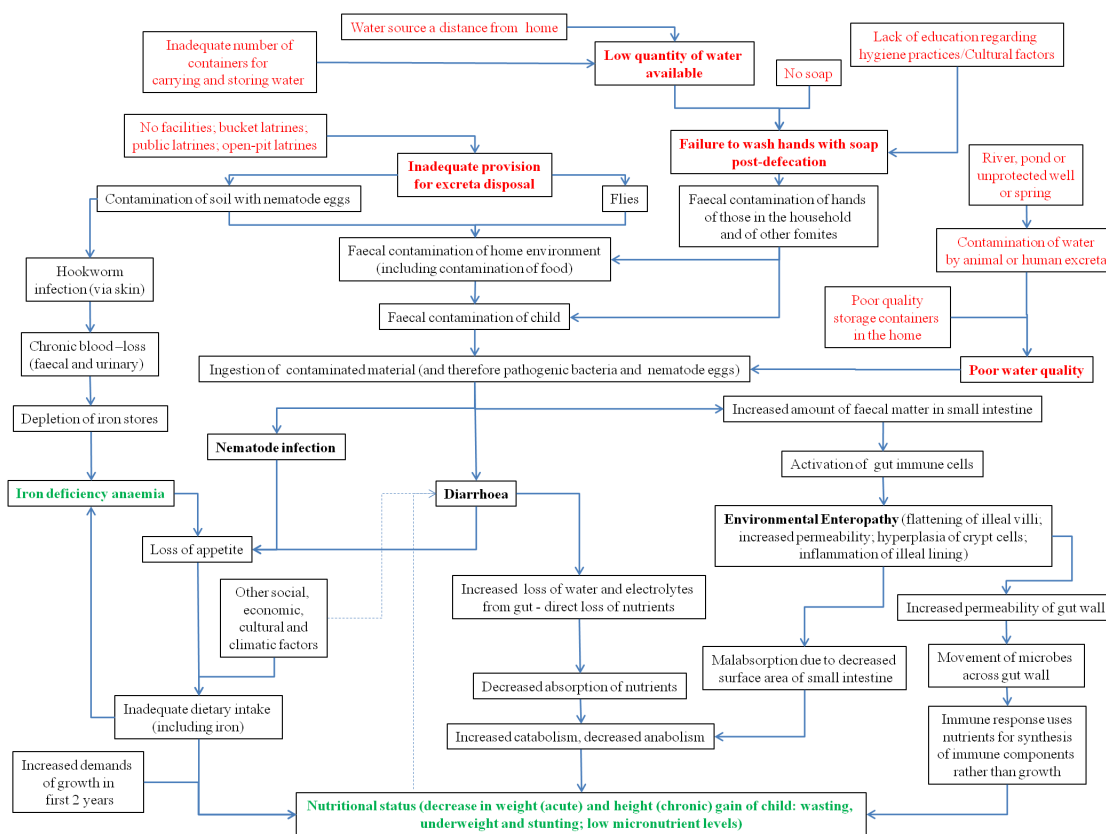 Water source a distance from home
Inadequate number of
containers for
carrying and storing water
Low quantity of water
available
Lack of education regarding
hygiene practices/Cultural factors
No soap
No facilities; bucket latrines;
public latrines; open-pit latrines
Failure to wash hands with soap
post-defecation
Inadequate provision
for excreta disposal
River, pond or
unprotected well
or spring
Contamination of soil with nematode eggs
Flies
Faecal contamination of hands
of those in the household
and of other fomites
Faecal contamination of home environment
(including contamination of food)
Contamination of water
by animal or human excreta
Hookworm
infection (via skin)
Faecal contamination of child
Poor quality
storage containers
in the home
Chronic blood –loss
(faecal and urinary)
Ingestion of contaminated material (and therefore pathogenic bacteria and nematode eggs)
Poor water quality
Depletion of iron stores
Increased amount of faecal matter in small intestine
Nematode infection
Activation of gut immune cells
Iron deficiency anaemia
Diarrhoea
Environmental Enteropathy (flattening of illeal villi;
increased permeability; hyperplasia of crypt cells;
inflammation of illeal lining)
Loss of appetite
Other social,
economic,
cultural and
climatic factors
Increased loss of water and electrolytes
from gut - direct loss of nutrients
Increased permeability of gut wall
Malabsorption due to decreased
surface area of small intestine
Movement of microbes
across gut wall
Decreased absorption of nutrients
Inadequate dietary intake
(including iron)
Increased catabolism, decreased anabolism
Immune response uses
nutrients for synthesis
of immune components
rather than growth
Increased demands
of growth in
first 2 years
Nutritional status (decrease in weight (acute) and height (chronic) gain of child: wasting,
underweight and stunting; low micronutrient levels)